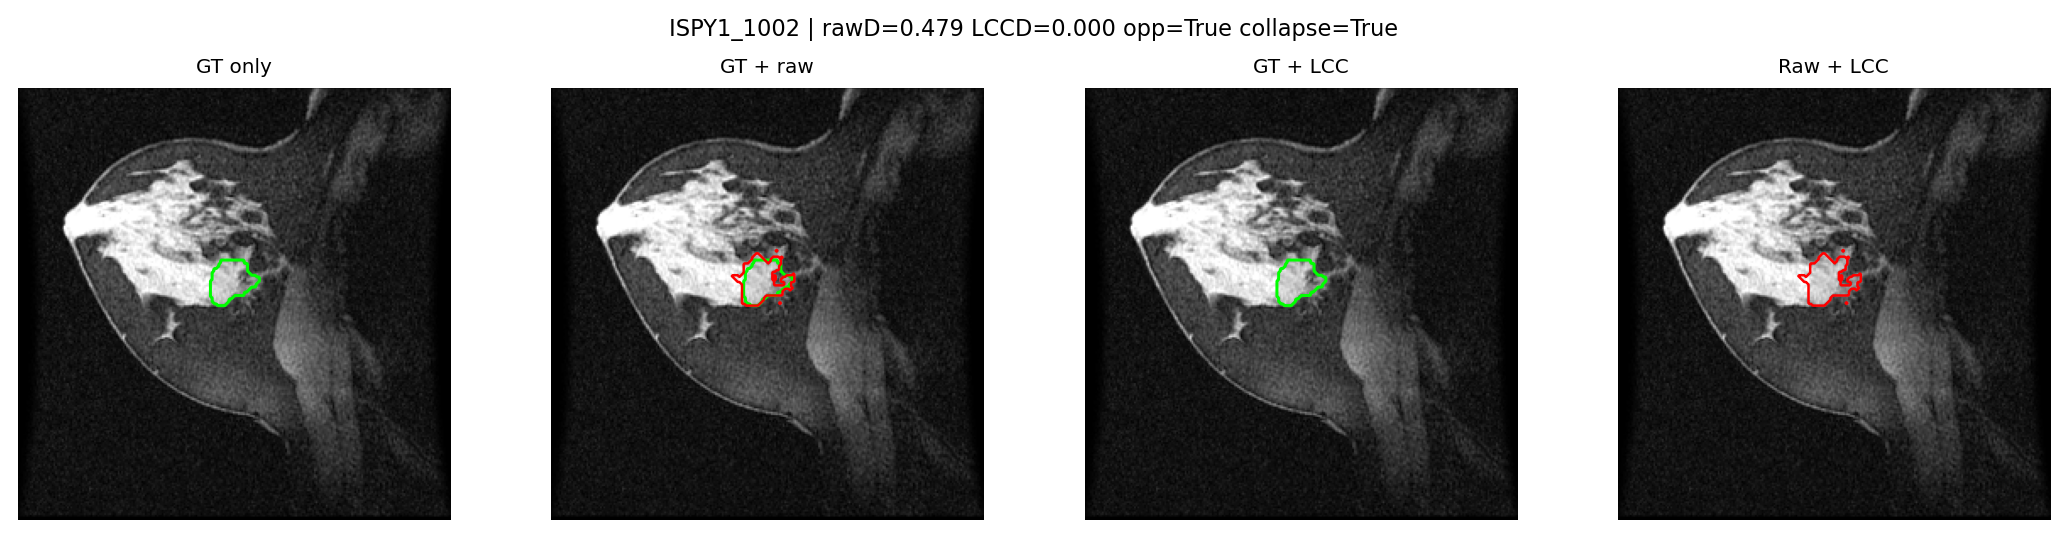 ISPY1_1002 | rawD=0.479 LCCD=0.000 opp=True collapse=True
GT only
GT + raw
GT + LCC
Raw + LCC